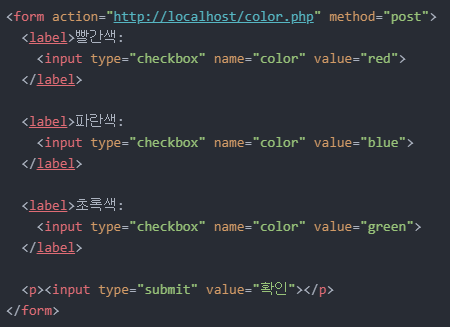 <form action="http://localhost/color.php" method="post">
<label>빨간색:
<input type="checkbox" name="color" value="red">
</label>
<label>파란색:
<input type="checkbox" name="color" value="blue">
</label>
<label>초록색:
<input type="checkbox" name="color" value="green">
</label>
<p><input type="submit" value="확인"></p>
</form>